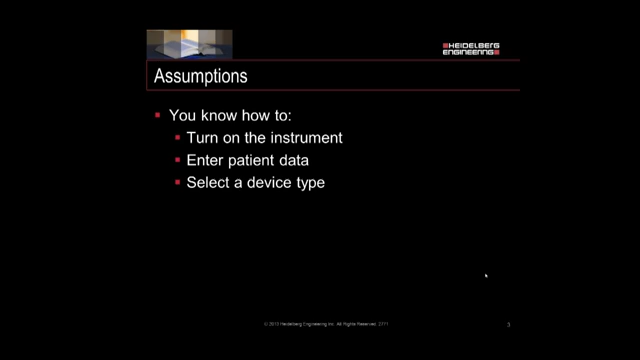 HEIDELBERG
ENGINEERING
Assumptions
You know how to:
Turn on the instrument
Enter patient data
Select a device type
© 2013 Heidelberg Engineering Inc. All Rights Reserved. 2771
3